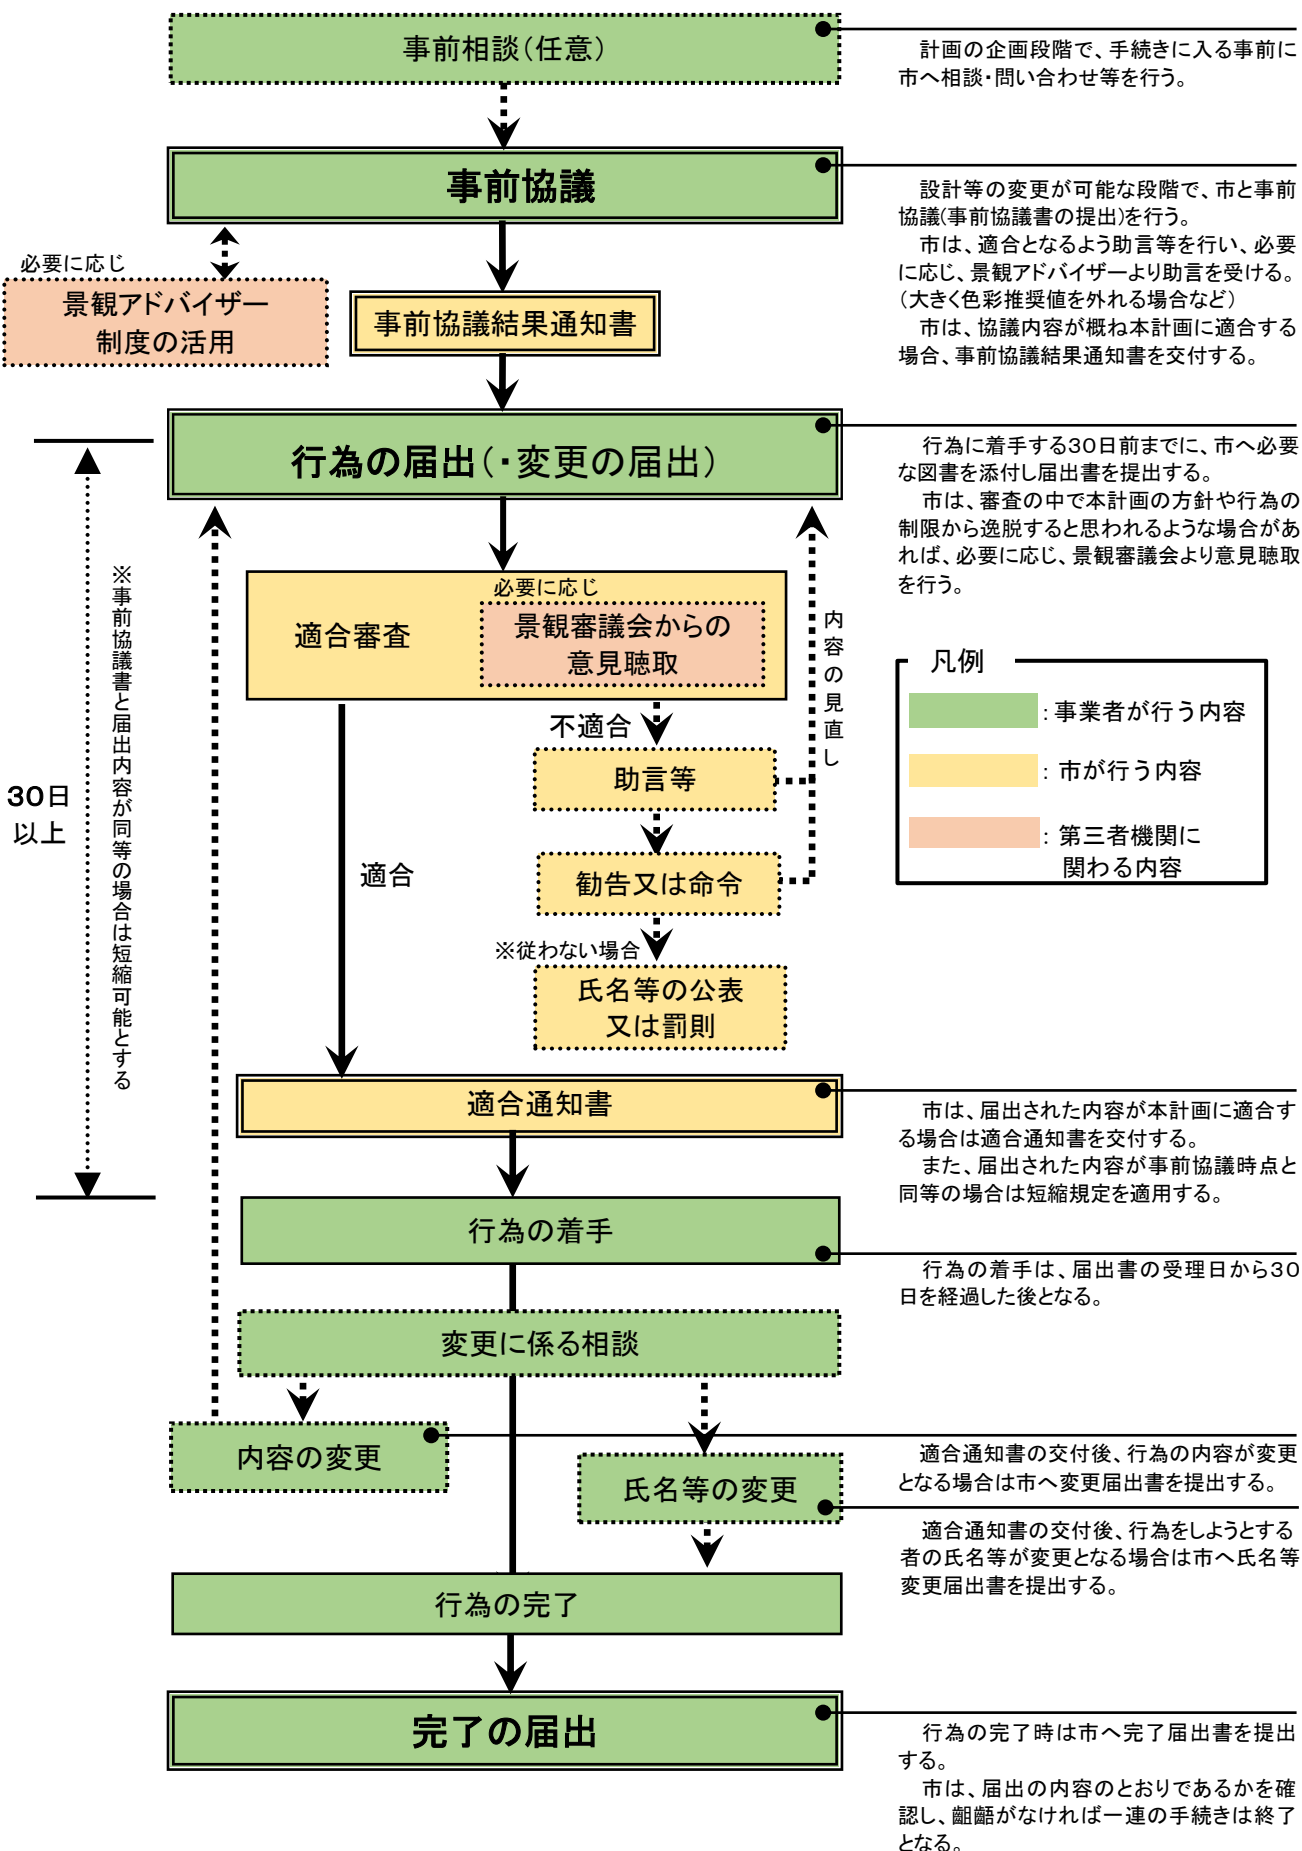 事前相談（任意）
計画の企画段階で、手続きに入る事前に
市へ相談・問い合わせ等を行う。
事前協議
設計等の変更が可能な段階で、市と事前
協議(事前協議書の提出)を行う。
市は、適合となるよう助言等を行い、必要
に応じ、景観アドバイザーより助言を受ける。
（大きく色彩推奨値を外れる場合など）
市は、協議内容が概ね本計画に適合する
場合、事前協議結果通知書を交付する。
必要に応じ
景観アドバイザー
制度の活用
事前協議結果通知書
行為の届出（・変更の届出）
行為に着手する３０日前までに、市へ必要
な図書を添付し届出書を提出する。
市は、審査の中で本計画の方針や行為の
制限から逸脱すると思われるような場合があ
れば、必要に応じ、景観審議会より意見聴取
を行う。
３０日
以上
※事前協議書と届出内容が同等の場合は短縮可能とする
適合審査
必要に応じ
景観審議会からの
意見聴取
内容の見直し
不適合
助言等
勧告又は命令
※従わない場合
氏名等の公表
又は罰則
適合
凡例
：事業者が行う内容
：市が行う内容
：第三者機関に
関わる内容
適合通知書
市は、届出された内容が本計画に適合す
る場合は適合通知書を交付する。
また、届出された内容が事前協議時点と
同等の場合は短縮規定を適用する。
行為の着手
行為の着手は、届出書の受理日から３０
日を経過した後となる。
変更に係る相談
内容の変更
適合通知書の交付後、行為の内容が変更
となる場合は市へ変更届出書を提出する。
氏名等の変更
適合通知書の交付後、行為をしようとする
者の氏名等が変更となる場合は市へ氏名等
変更届出書を提出する。
行為の完了
完了の届出
行為の完了時は市へ完了届出書を提出
する。
市は、届出の内容のとおりであるかを確
認し、齟齬がなければ一連の手続きは終了
となる。